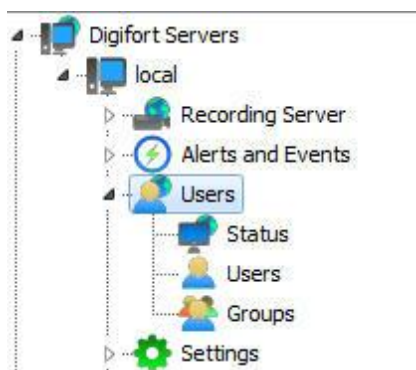 Digifort Servers
local
Recording Server
Alerts and Events
Users
Status
Users
Groups
Settings